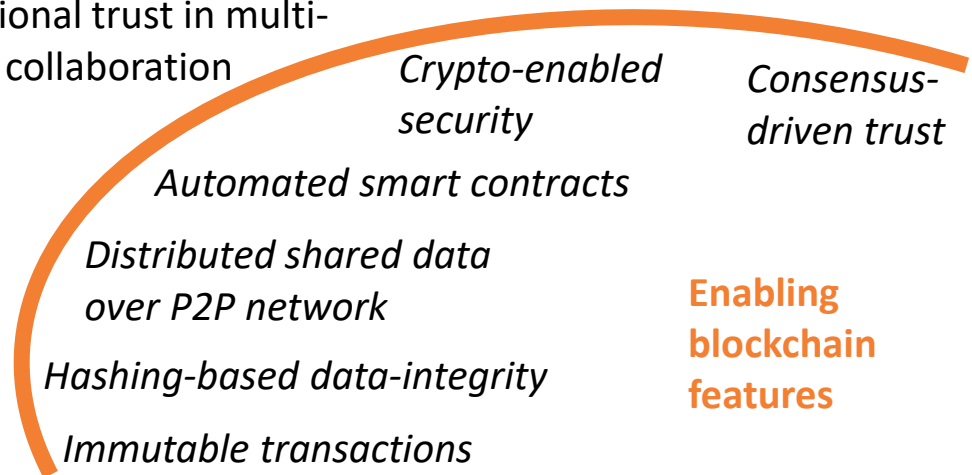 ional trust in multi-
collaboration
Crypto-enabled
security
Consensus-
driven trust
Automated smart contracts
Distributed shared data
over P2P network
Enabling
blockchain
features
Hashing-based data-integrity
Immutable transactions